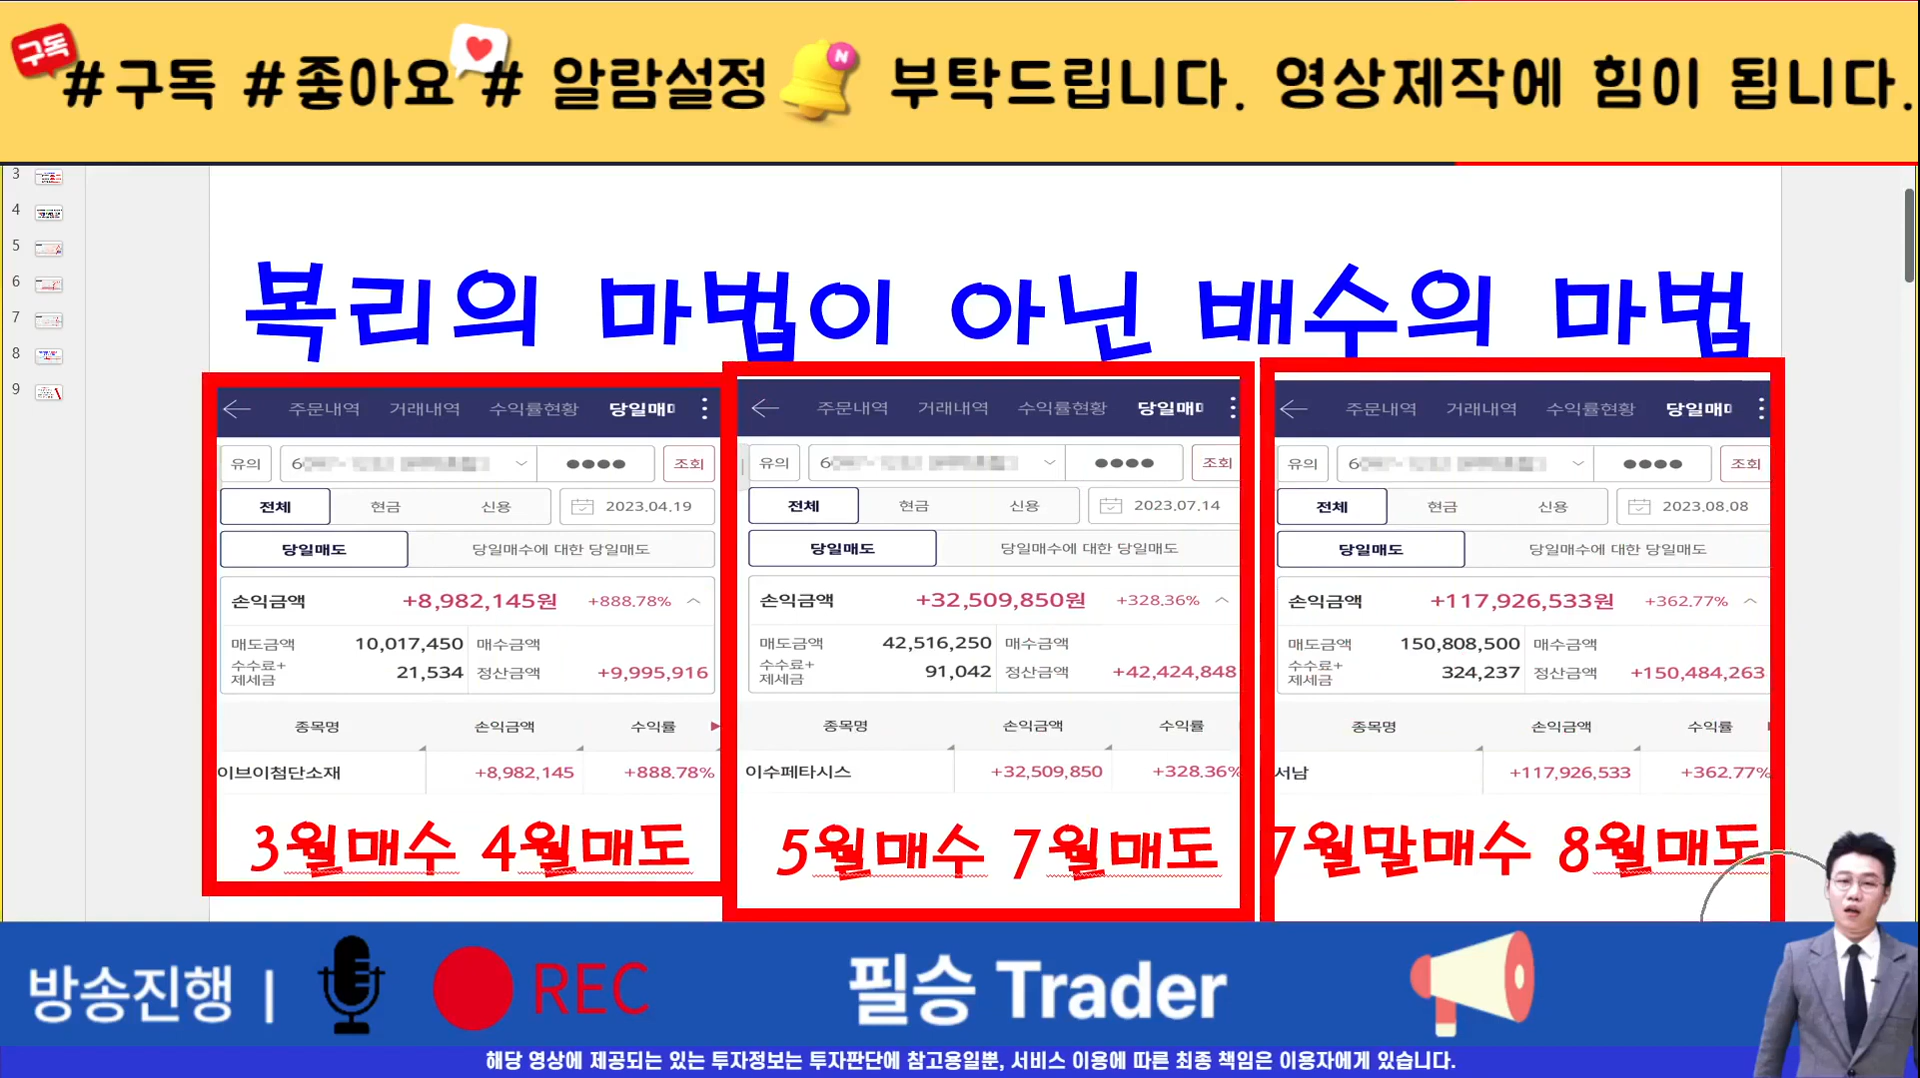 구독
#구독 #좋아요 # 알람설정 N 부탁드립니다. 영상제작에 힘이 됩니다.
3
4
5
6
7
8
9
복리의 마법이 아닌 배수의 마법
주문내역 거래내역 수익률현황 당일매
유의 6 ●●●● 조회
전체 현금 신용 2023.04.19
당일매도 당일매수에 대한 당일매도
손익금액 +8,982,145원 +888.78%
매도금액 10,017,450 매수금액
수수료+
제세금 21,534 정산금액 +9,995,916
종목명 손익금액 수익률
이브이첨단소재 +8,982,145 +888.78%
3월매수 4월매도
주문내역 거래내역 수익률현황 당일매
유의 6 ●●●● 조회
전체 현금 신용 2023.07.14
당일매도 당일매수에 대한 당일매도
손익금액 +32,509,850원 +328.36%
매도금액 42,516,250 매수금액
수수료+
제세금 91,042 정산금액 +42,424,848
종목명 손익금액 수익률
이수페타시스 +32,509,850 +328.36%
5월매수 7월매도
주문내역 거래내역 수익률현황 당일매
유의 6 ●●●● 조회
전체 현금 신용 2023.08.08
당일매도 당일매수에 대한 당일매도
손익금액 +117,926,533원 +362.77%
매도금액 150,808,500 매수금액
수수료+
제세금 324,237 정산금액 +150,484,263
종목명 손익금액 수익률
서남 +117,926,533 +362.77%
7월말매수 8월매도
방송진행 | REC 필승 Trader
해당 영상에 제공되는 있는 투자정보는 투자판단에 참고용일뿐, 서비스 이용에 따른 최종 책임은 이용자에게 있습니다.